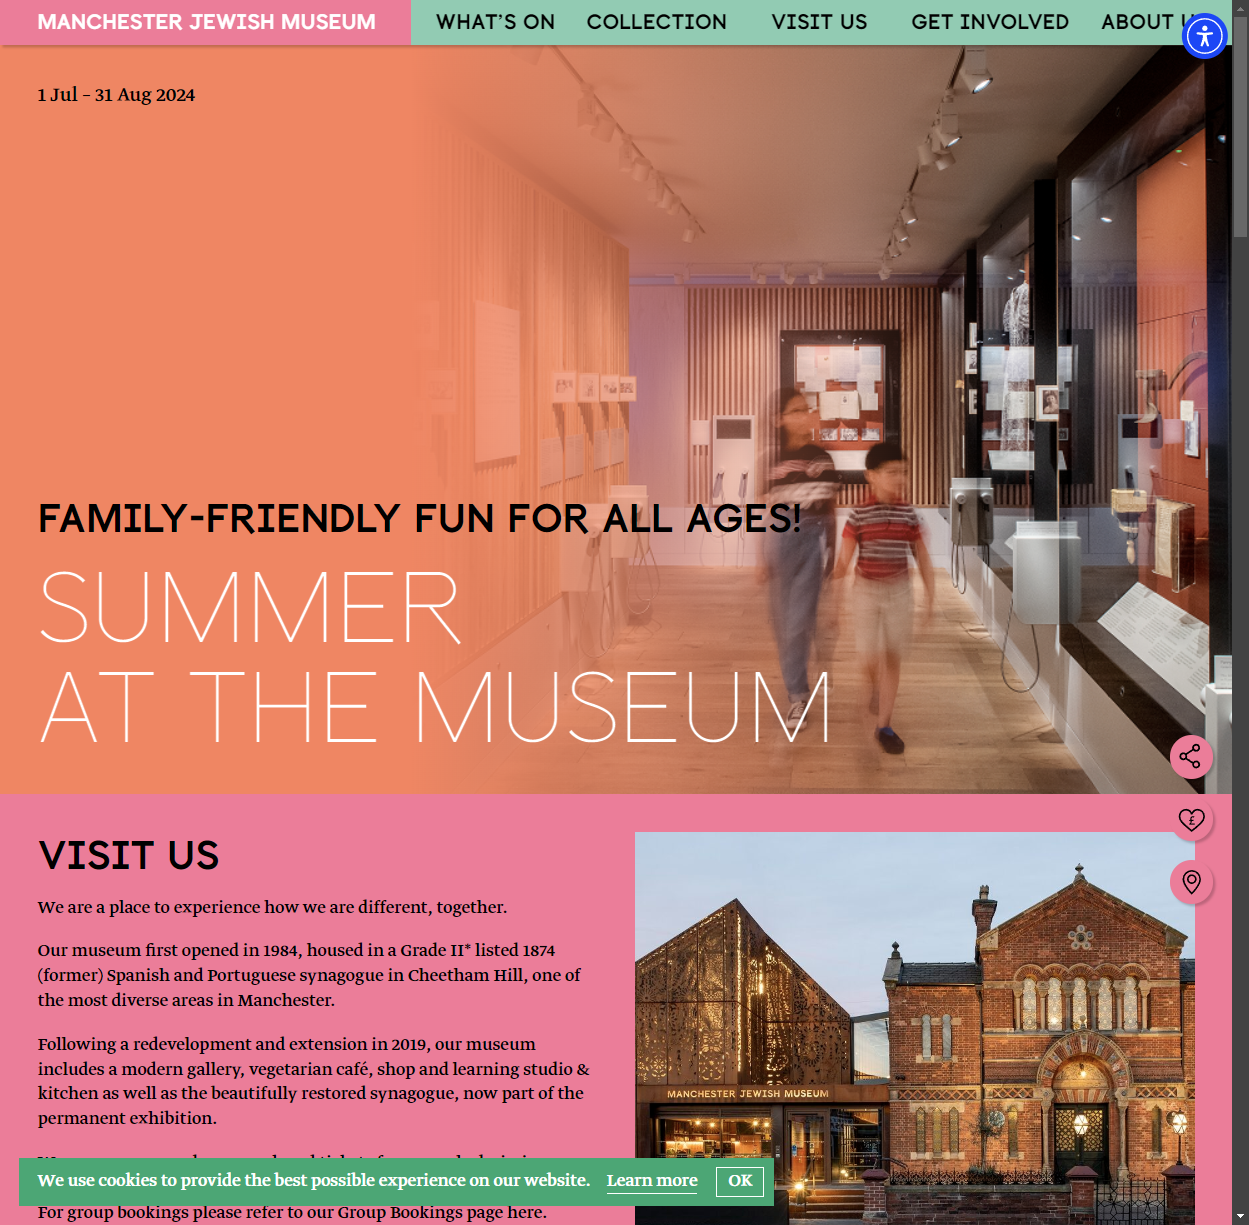 MANCHESTER JEWISH MUSEUM
WHAT'S ON COLLECTION VISIT US GET INVOLVED ABOUT
1 Jul – 31 Aug 2024
FAMILY-FRIENDLY FUN FOR ALL AGES!
SUMMER
AT THE MUSEUM
VISIT US
We are a place to experience how we are different, together.
Our museum first opened in 1984, housed in a Grade II* listed 1874
(former) Spanish and Portuguese synagogue in Cheetham Hill, one of
the most diverse areas in Manchester.
Following a redevelopment and extension in 2019, our museum
includes a modern gallery, vegetarian café, shop and learning studio &
kitchen as well as the beautifully restored synagogue, now part of the
permanent exhibition.
MANCHESTER JEWISH MUSEUM
We use cookies to provide the best possible experience on our website. Learn more OK
For group bookings please refer to our Group Bookings page here.